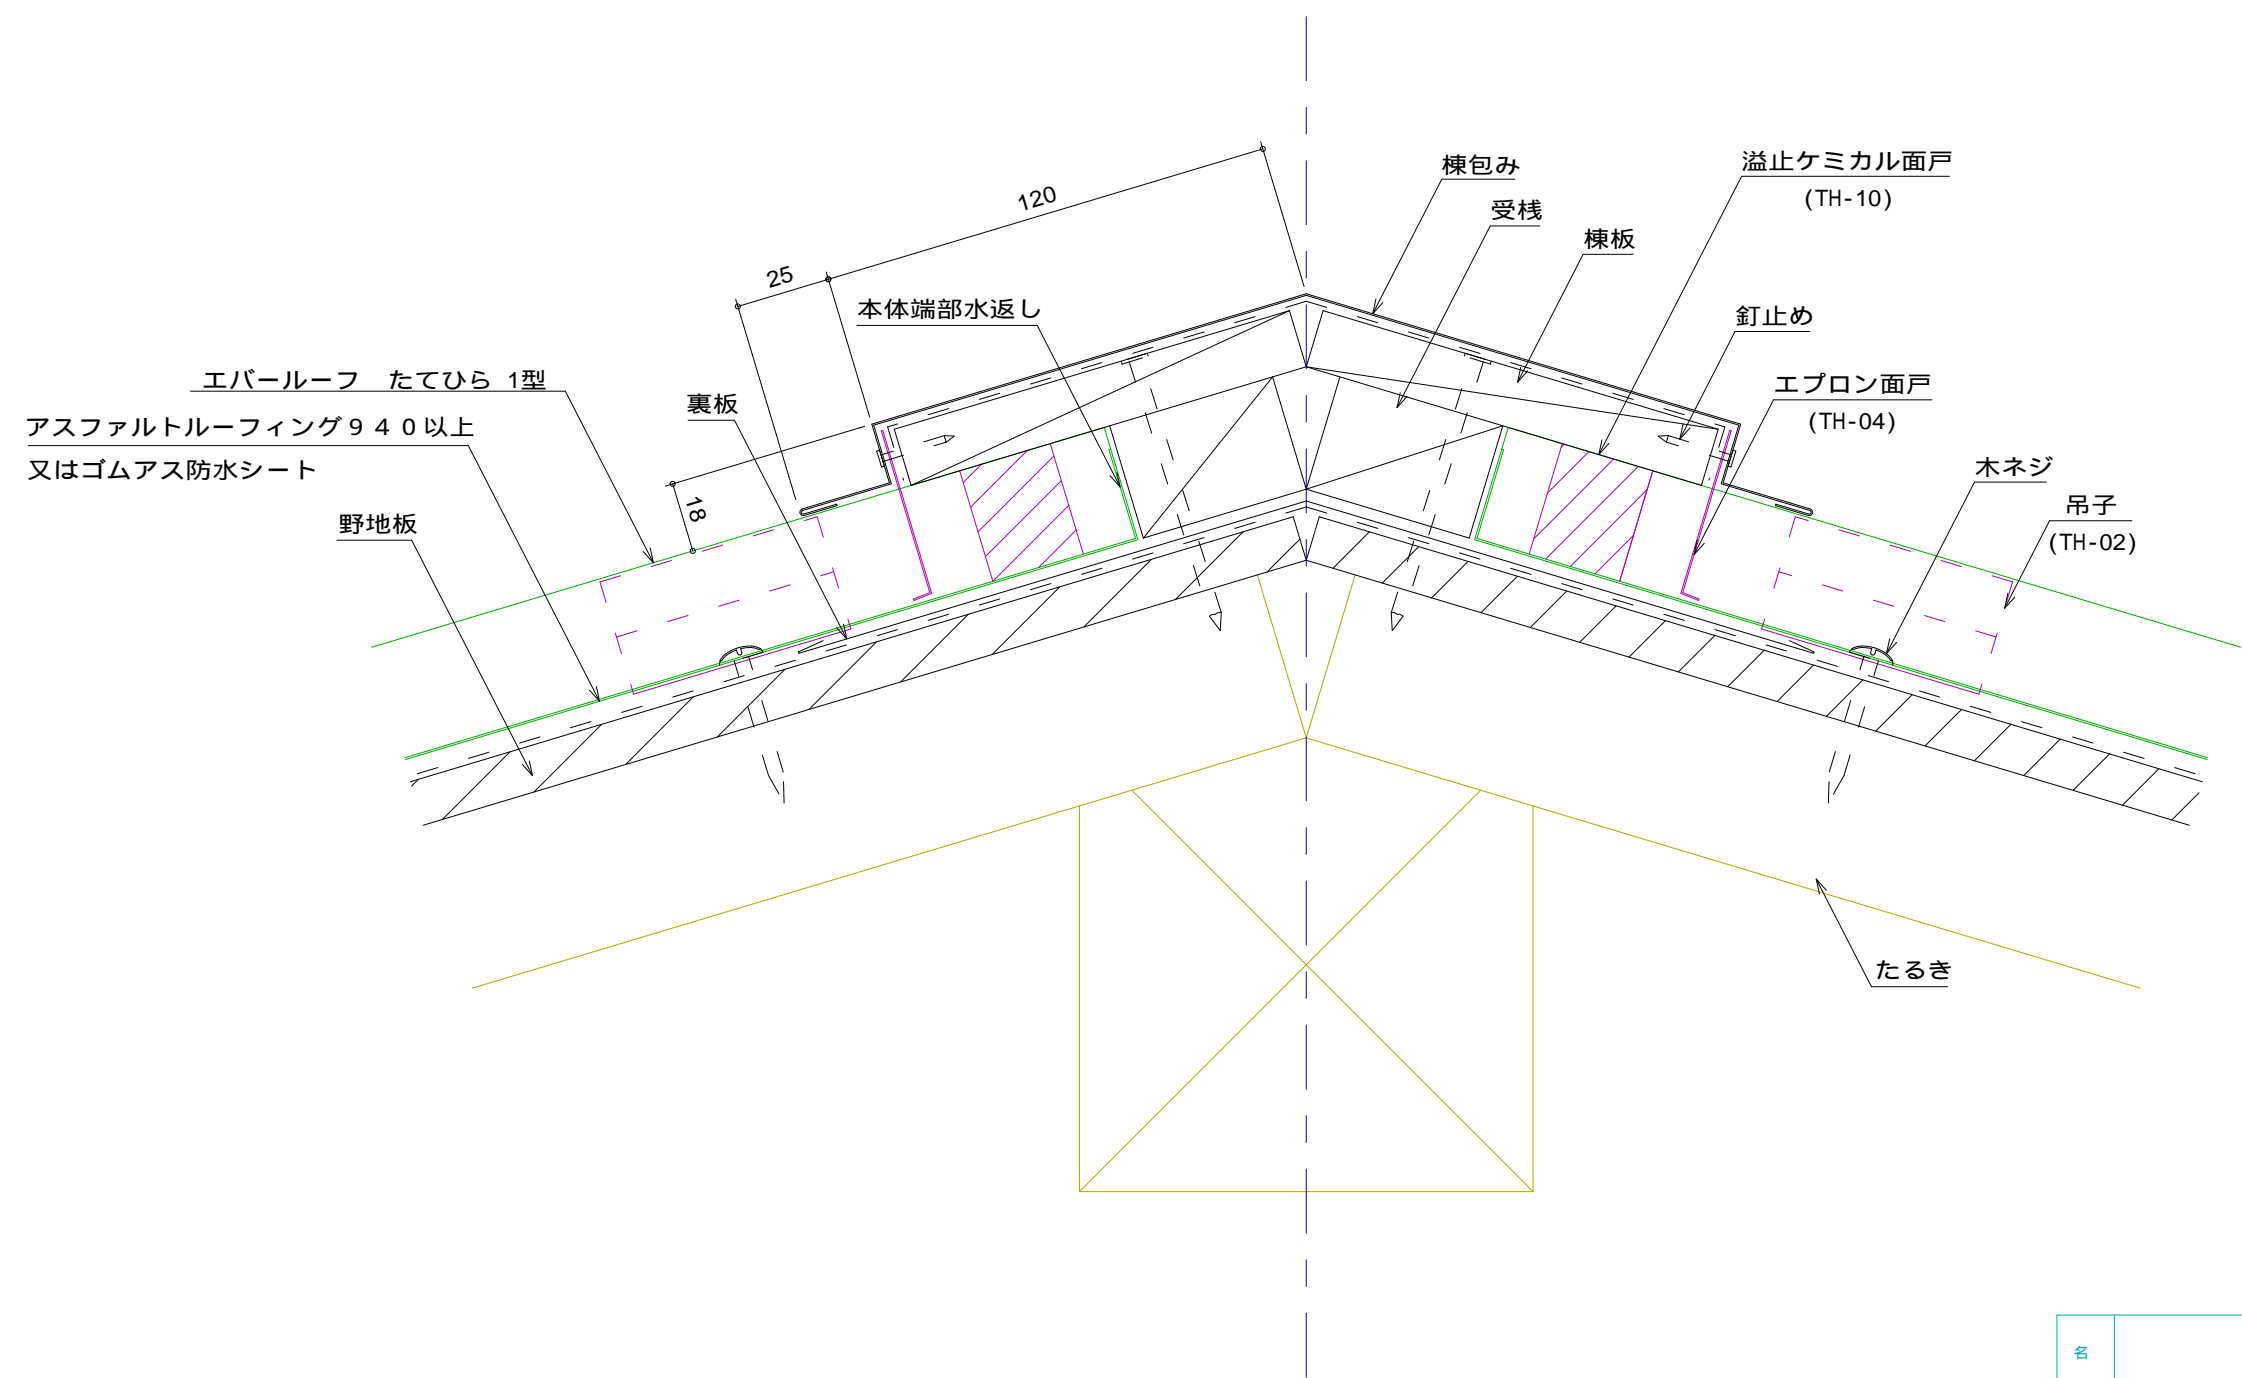 120
25
18
棟包み
受桟
棟板
溢止ケミカル面戸
(TH-10)
釘止め
エプロン面戸
(TH-04)
木ネジ
吊子
(TH-02)
たるき
本体端部水返し
エバールーフ　たてひら 1型
裏板
アスファルトルーフィング９４０以上
又はゴムアス防水シート
野地板
名